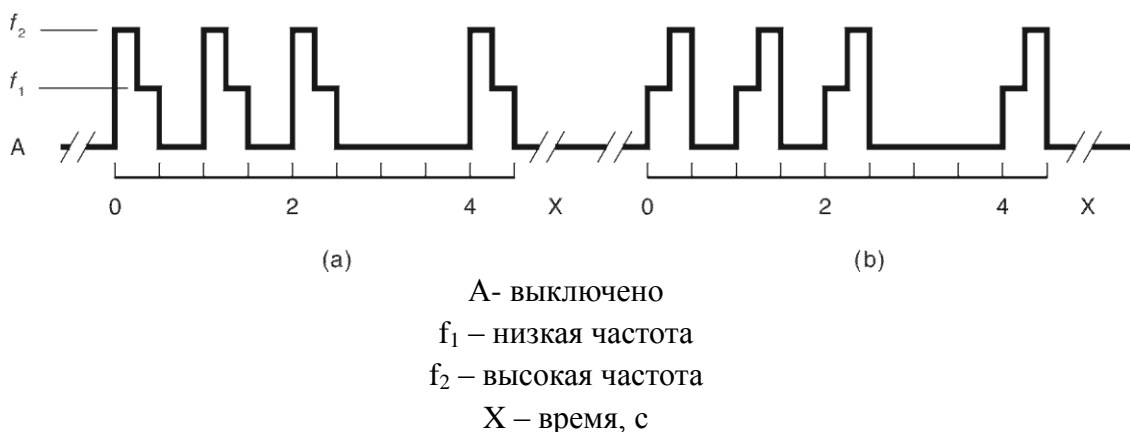 f₂
f₁
A
0 2 4 X 0 2 4 X
(a) (b)
А- выключено
f₁ – низкая частота
f₂ – высокая частота
X – время, с